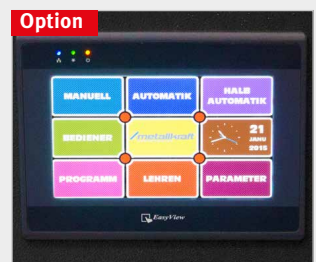 Option
MANUELL
AUTOMATIK
HALB
AUTOMATIK
BEDIENER
metallkraft
21
JANU
2015
PROGRAMM
LEHREN
PARAMETER
EasyView